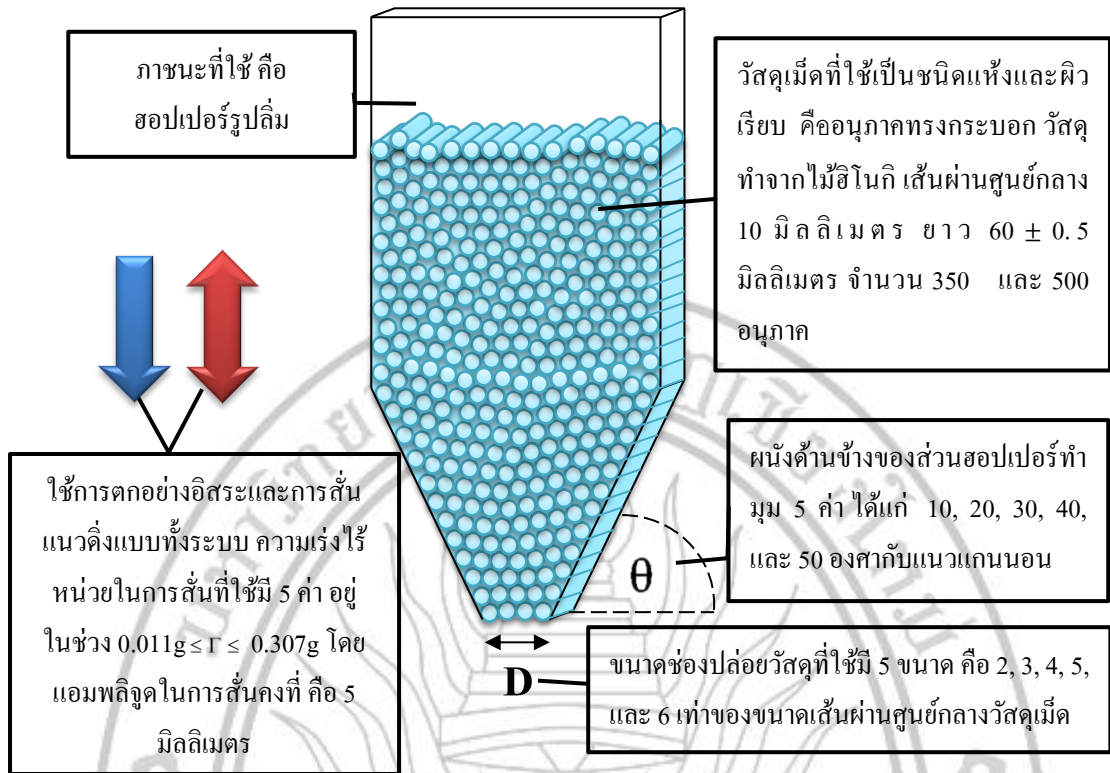 ภาชนะที่ใช้ คือ
ฮอปเปอร์รูปลิ่ม
วัสดุเม็ดที่ใช้เป็นชนิดแห้งและผิว
เรียบ คืออนุภาคทรงกระบอก วัสดุ
ทำจากไม้ฮิโนกิ เส้นผ่านศูนย์กลาง
10 มิลลิเมตร ยาว 60 ± 0.5
มิลลิเมตร จำนวน 350 และ 500
อนุภาค
ใช้การตกอย่างอิสระและการสั่น
แนวดิ่งแบบทั้งระบบ ความเร่งไร้
หน่วยในการสั่นที่ใช้มี 5 ค่า อยู่
ในช่วง 0.011g ≤ Γ ≤ 0.307g โดย
แอมพลิจูดในการสั่นคงที่ คือ 5
มิลลิเมตร
ผนังด้านข้างของส่วนฮอปเปอร์ทำ
มุม 5 ค่า ได้แก่ 10, 20, 30, 40,
และ 50 องศากับแนวแกนนอน
θ
D
ขนาดช่องปล่อยวัสดุที่ใช้มี 5 ขนาด คือ 2, 3, 4, 5,
และ 6 เท่าของขนาดเส้นผ่านศูนย์กลางวัสดุเม็ด